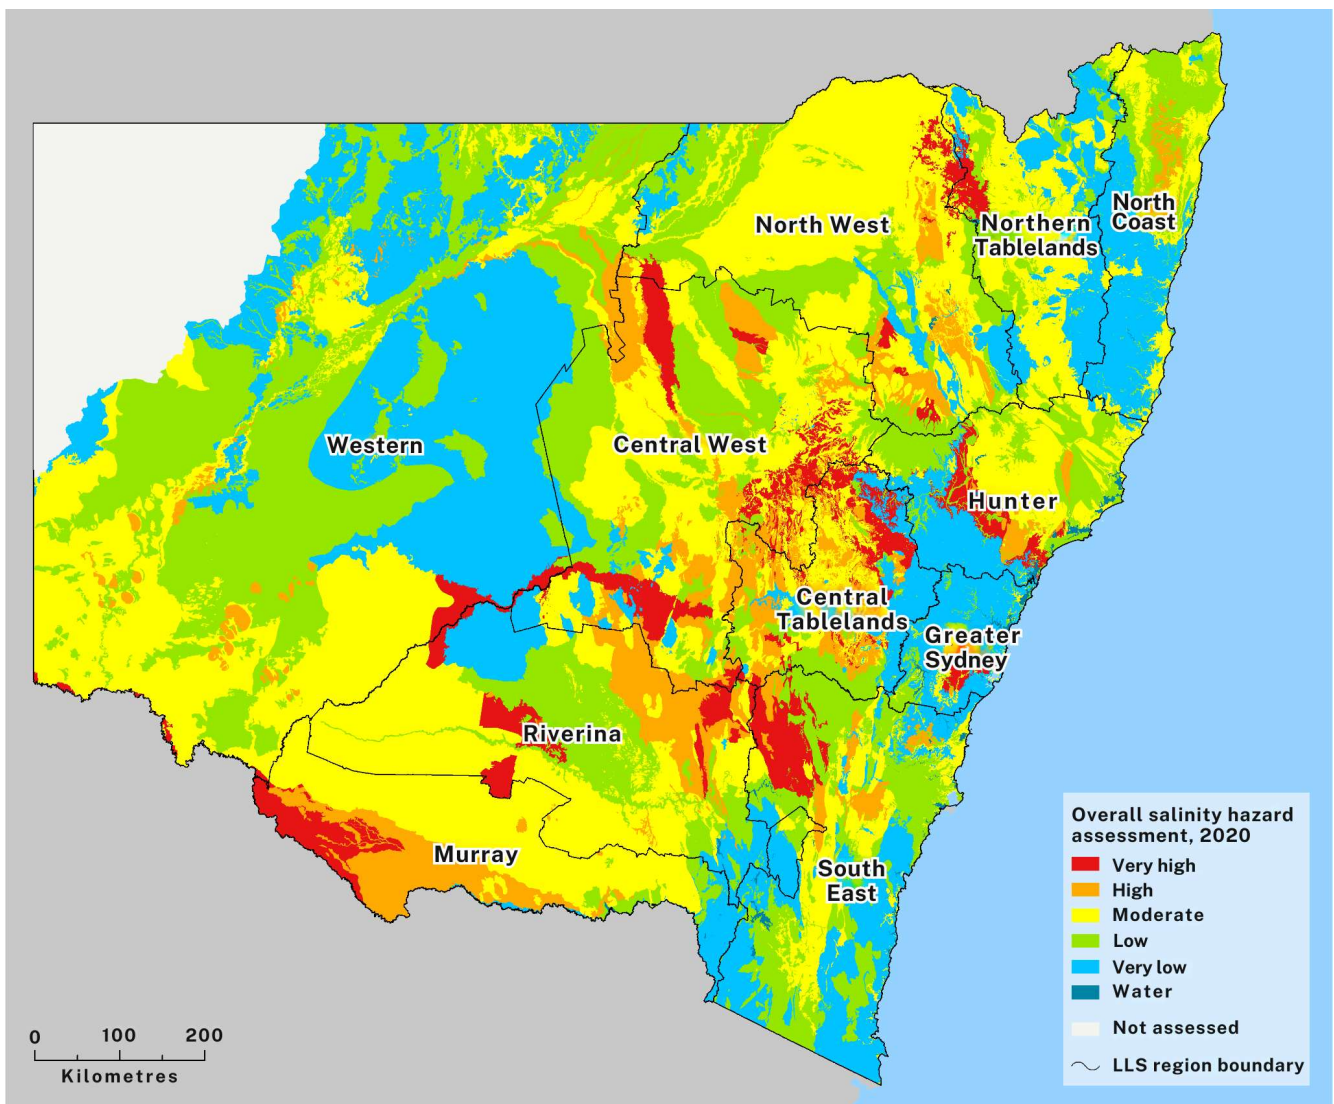 North West
Northern
Tablelands
North
Coast
Western
Central West
Hunter
Central
Tablelands
Greater
Sydney
Riverina
Murray
South
East
Overall salinity hazard
assessment, 2020
Very high
High
Moderate
Low
Very low
Water
Not assessed
LLS region boundary
0 100 200
Kilometres